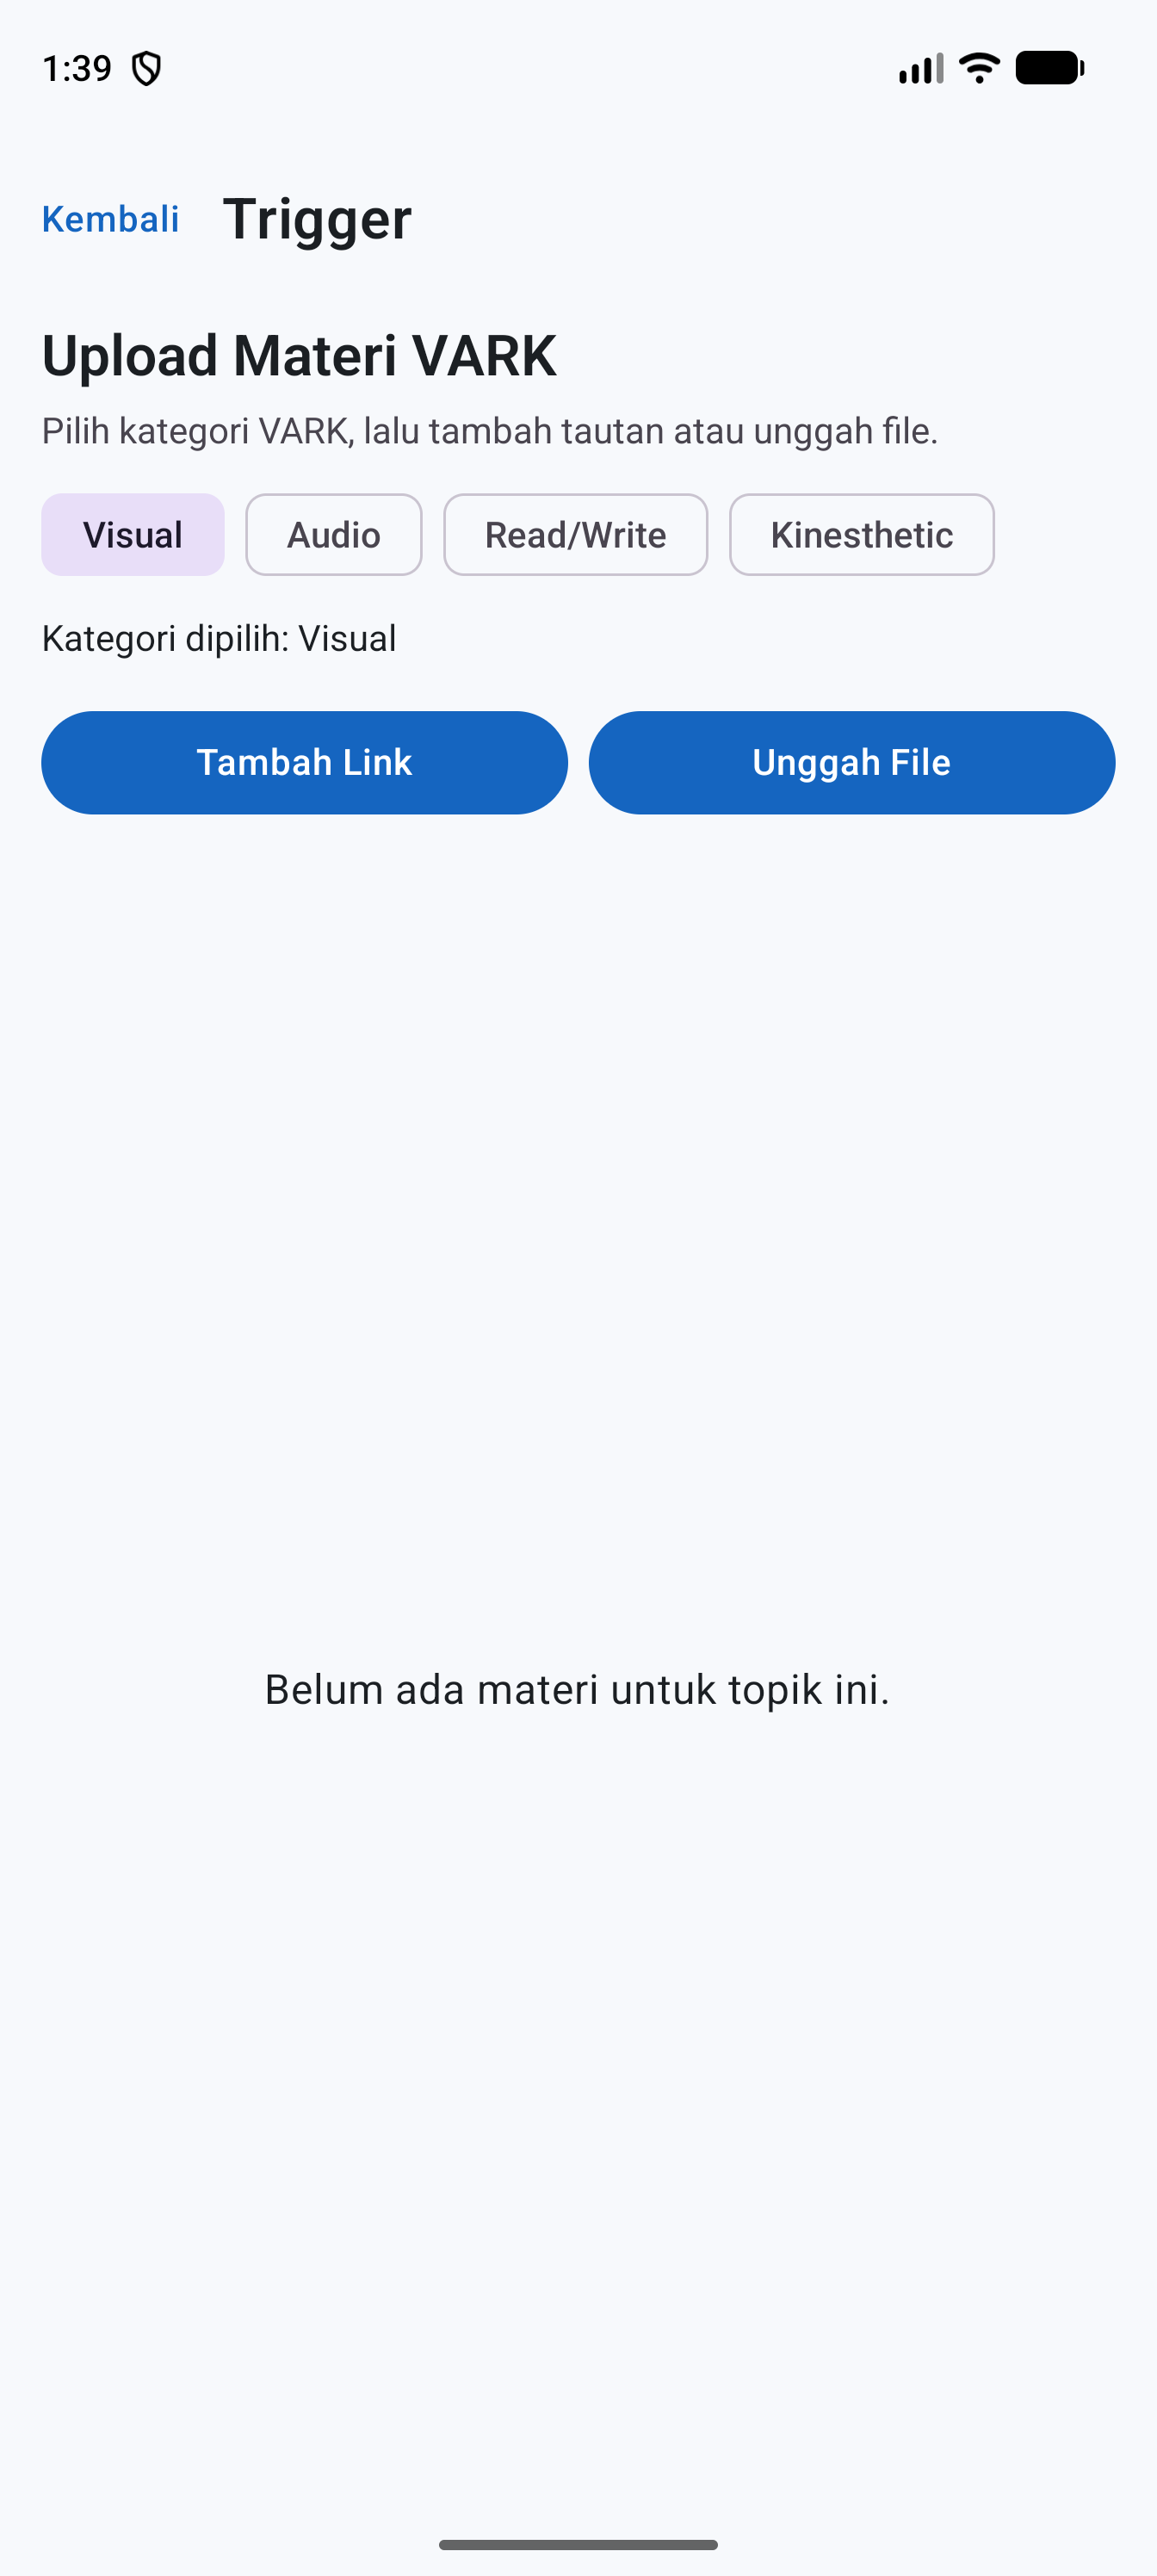 1:39
Kembali Trigger
Upload Materi VARK
Pilih kategori VARK, lalu tambah tautan atau unggah file.
Visual Audio Read/Write Kinesthetic
Kategori dipilih: Visual
Tambah Link Unggah File
Belum ada materi untuk topik ini.